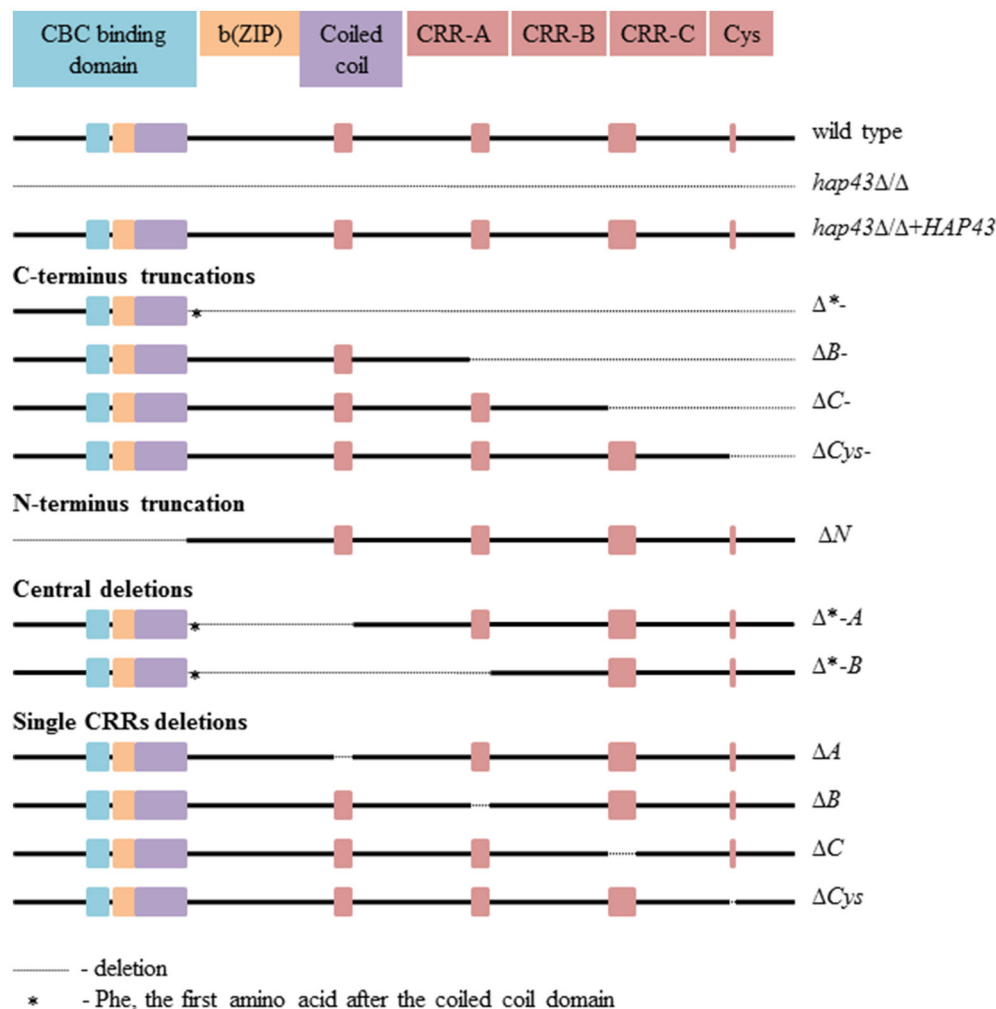 CBC binding domain b(ZIP) Coiled coil CRR-A CRR-B CRR-C Cys
wild type
hap43Δ/Δ
hap43Δ/Δ+HAP43
C-terminus truncations
* Δ*-
ΔB-
ΔC-
ΔCys-
N-terminus truncation
ΔN
Central deletions
* Δ*-A
* Δ*-B
Single CRRs deletions
ΔA
ΔB
ΔC
ΔCys
- deletion
* - Phe, the first amino acid after the coiled coil domain